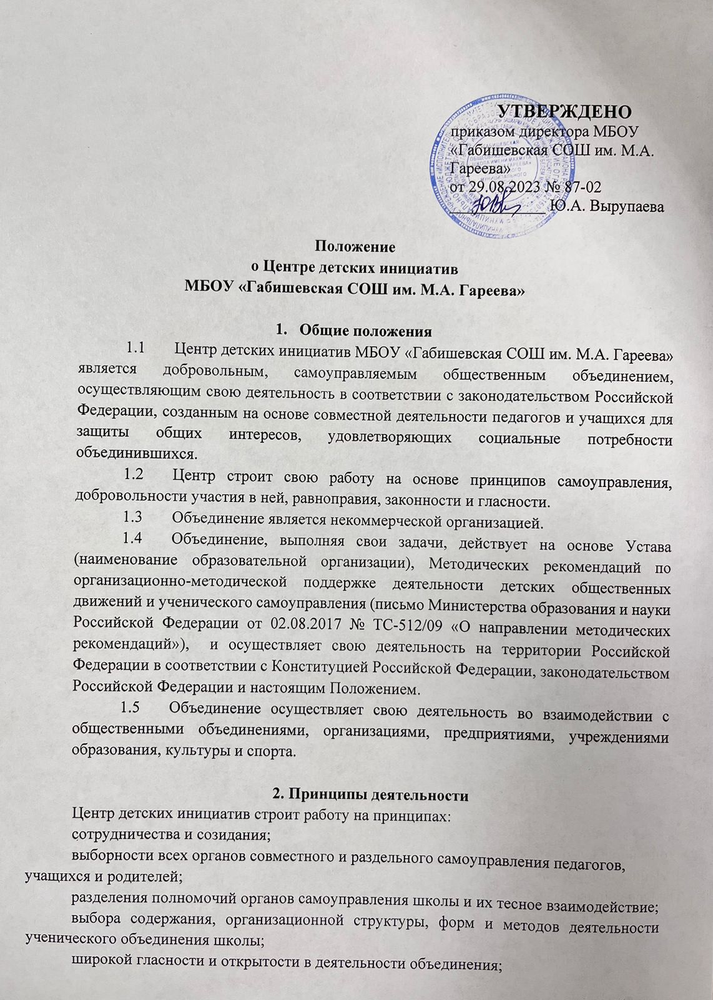 УТВЕРЖДЕНО
приказом директора МБОУ
«Габишевская СОШ им. М.А.
Гареева»
от 29.08.2023 № 87-02
Ю.А. Вырупаева
Положение
о Центре детских инициатив
МБОУ «Габишевская СОШ им. М.А. Гареева»
1. Общие положения
1.1 Центр детских инициатив МБОУ «Габишевская СОШ им. М.А. Гареева»
является добровольным, самоуправляемым общественным объединением,
осуществляющим свою деятельность в соответствии с законодательством Российской
Федерации, созданным на основе совместной деятельности педагогов и учащихся для
защиты общих интересов, удовлетворяющих социальные потребности
объединившихся.
1.2 Центр строит свою работу на основе принципов самоуправления,
добровольности участия в ней, равноправия, законности и гласности.
1.3 Объединение является некоммерческой организацией.
1.4 Объединение, выполняя свои задачи, действует на основе Устава
(наименование образовательной организации), Методических рекомендаций по
организационно-методической поддержке деятельности детских общественных
движений и ученического самоуправления (письмо Министерства образования и науки
Российской Федерации от 02.08.2017 № ТС-512/09 «О направлении методических
рекомендаций»), и осуществляет свою деятельность на территории Российской
Федерации в соответствии с Конституцией Российской Федерации, законодательством
Российской Федерации и настоящим Положением.
1.5 Объединение осуществляет свою деятельность во взаимодействии с
общественными объединениями, организациями, предприятиями, учреждениями
образования, культуры и спорта.
2. Принципы деятельности
Центр детских инициатив строит работу на принципах:
сотрудничества и созидания;
выборности всех органов совместного и раздельного самоуправления педагогов,
учащихся и родителей;
разделения полномочий органов самоуправления школы и их тесное взаимодействие;
выбора содержания, организационной структуры, форм и методов деятельности
ученического объединения школы;
широкой гласности и открытости в деятельности объединения;